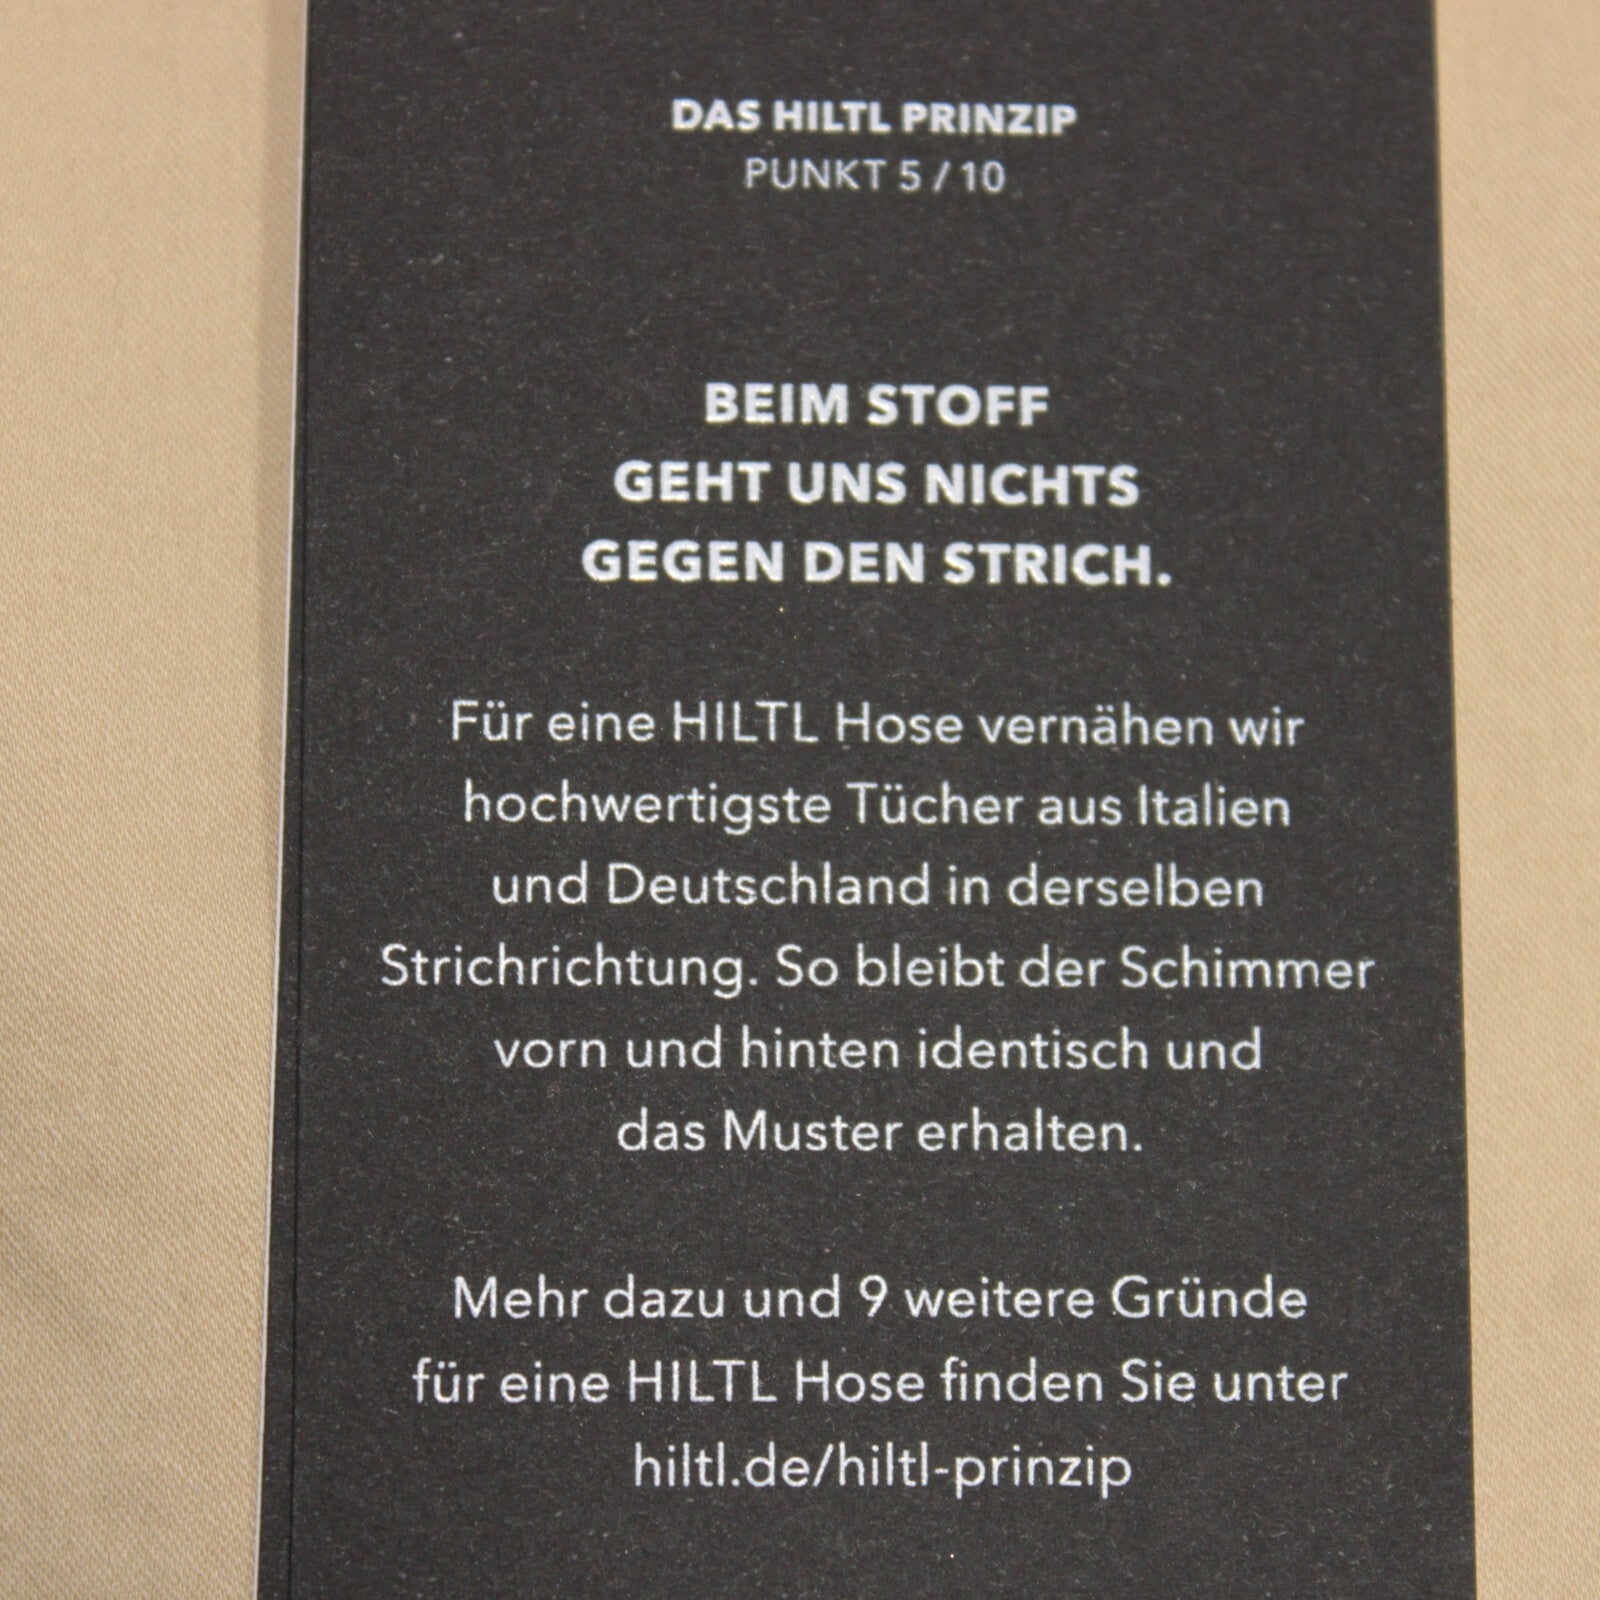 DAS HILTL PRINZIP
PUNKT 5 / 10
BEIM STOFF
GEHT UNS NICHTS
GEGEN DEN STRICH.
Für eine HILTL Hose vernähen wir
hochwertigste Tücher aus Italien
und Deutschland in derselben
Strichrichtung. So bleibt der Schimmer
vorn und hinten identisch und
das Muster erhalten.
Mehr dazu und 9 weitere Gründe
für eine HILTL Hose finden Sie unter
hiltl.de/hiltl-prinzip